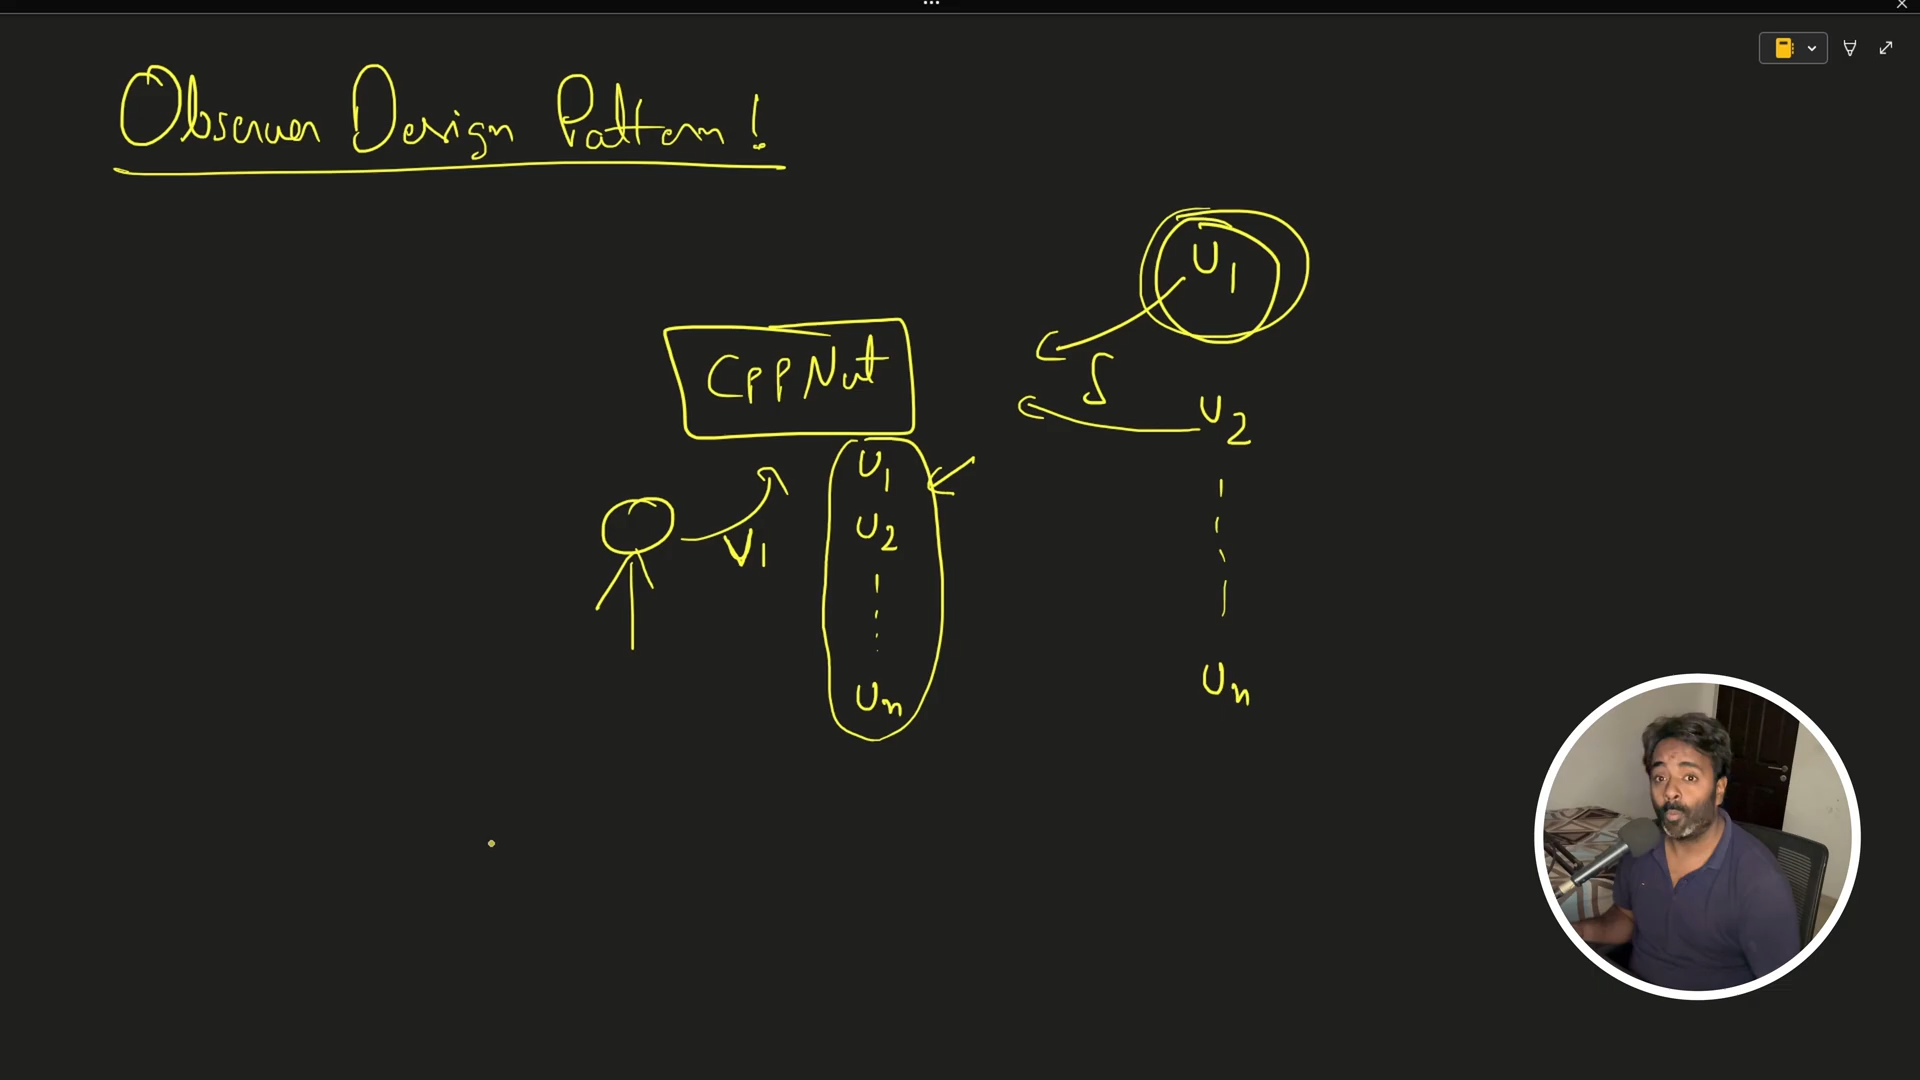 Observer Design Pattern!
U1
CppNut
S
U2
U1
U2
V1
Un
Un